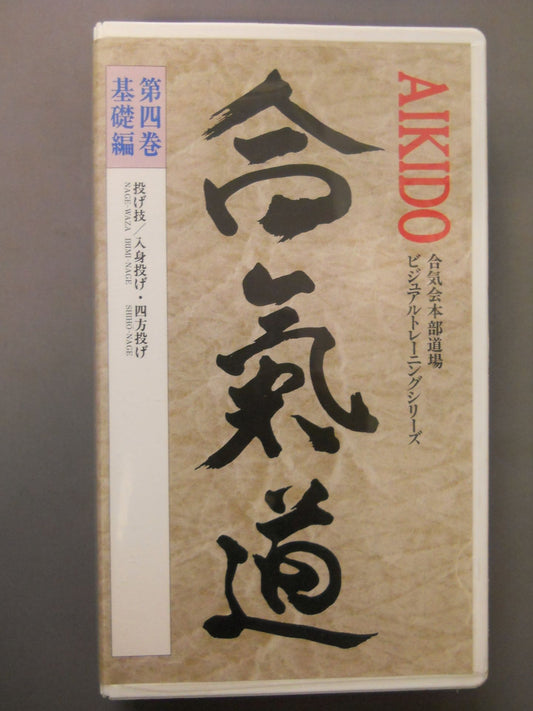 AIKIDO
合気会本部道場
ビジュアルトレーニングシリーズ
合氣道
第四巻
基礎編
投げ技／入身投げ・四方投げ
NAGE-WAZA IRIMI-NAGE SHIHO-NAGE